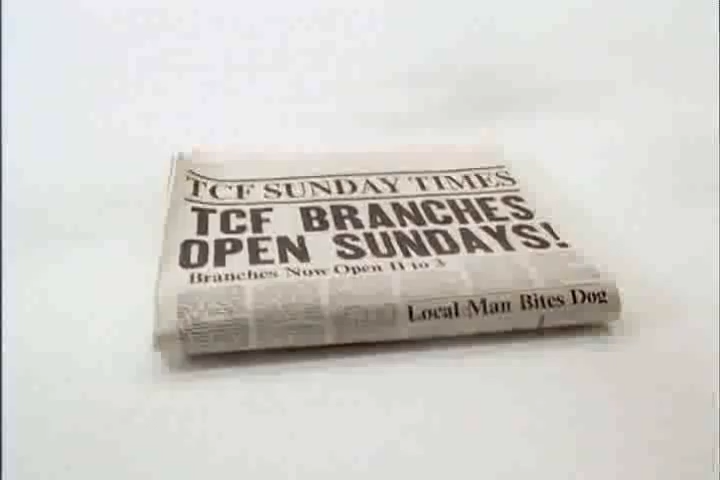 TCF SUNDAY TIMES
TCF BRANCHES
OPEN SUNDAYS!
Branches Now Open 11 to 3
Local Man Bites Dog